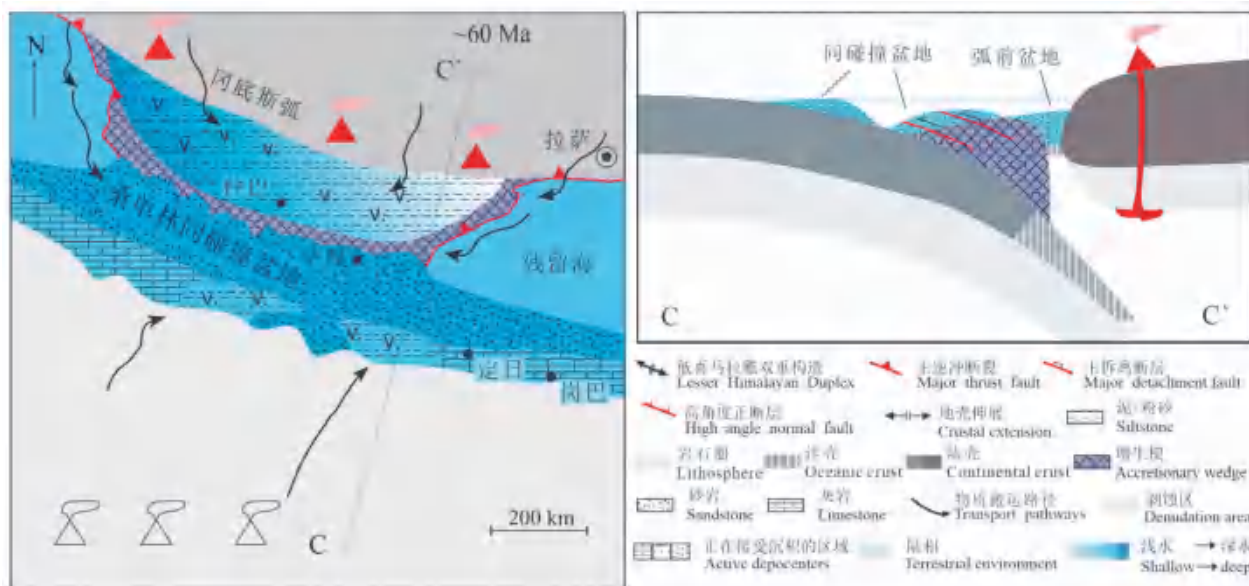 ~60 Ma
N
C'
冈底斯弧
拉萨
仲巴
桑单林同碰撞盆地
残留海
定日
岗巴
200 km
C
同碰撞盆地
弧前盆地
C
C'
低喜马拉雅双重构造
Lesser Himalayan Duplex
主逆冲断裂
Major thrust fault
主拆离断层
Major detachment fault
高角度正断层
High angle normal fault
地壳伸展
Crustal extension
泥/粉砂
Siltstone
岩石圈
Lithosphere
洋壳
Oceanic crust
陆壳
Continental crust
增生楔
Accretionary wedge
砂岩
Sandstone
灰岩
Limestone
物质搬运路径
Transport pathways
剥蚀区
Denudation area
正在接受沉积的区域
Active depocenters
陆相
Terrestrial environment
浅水 → 深水
Shallow → deep